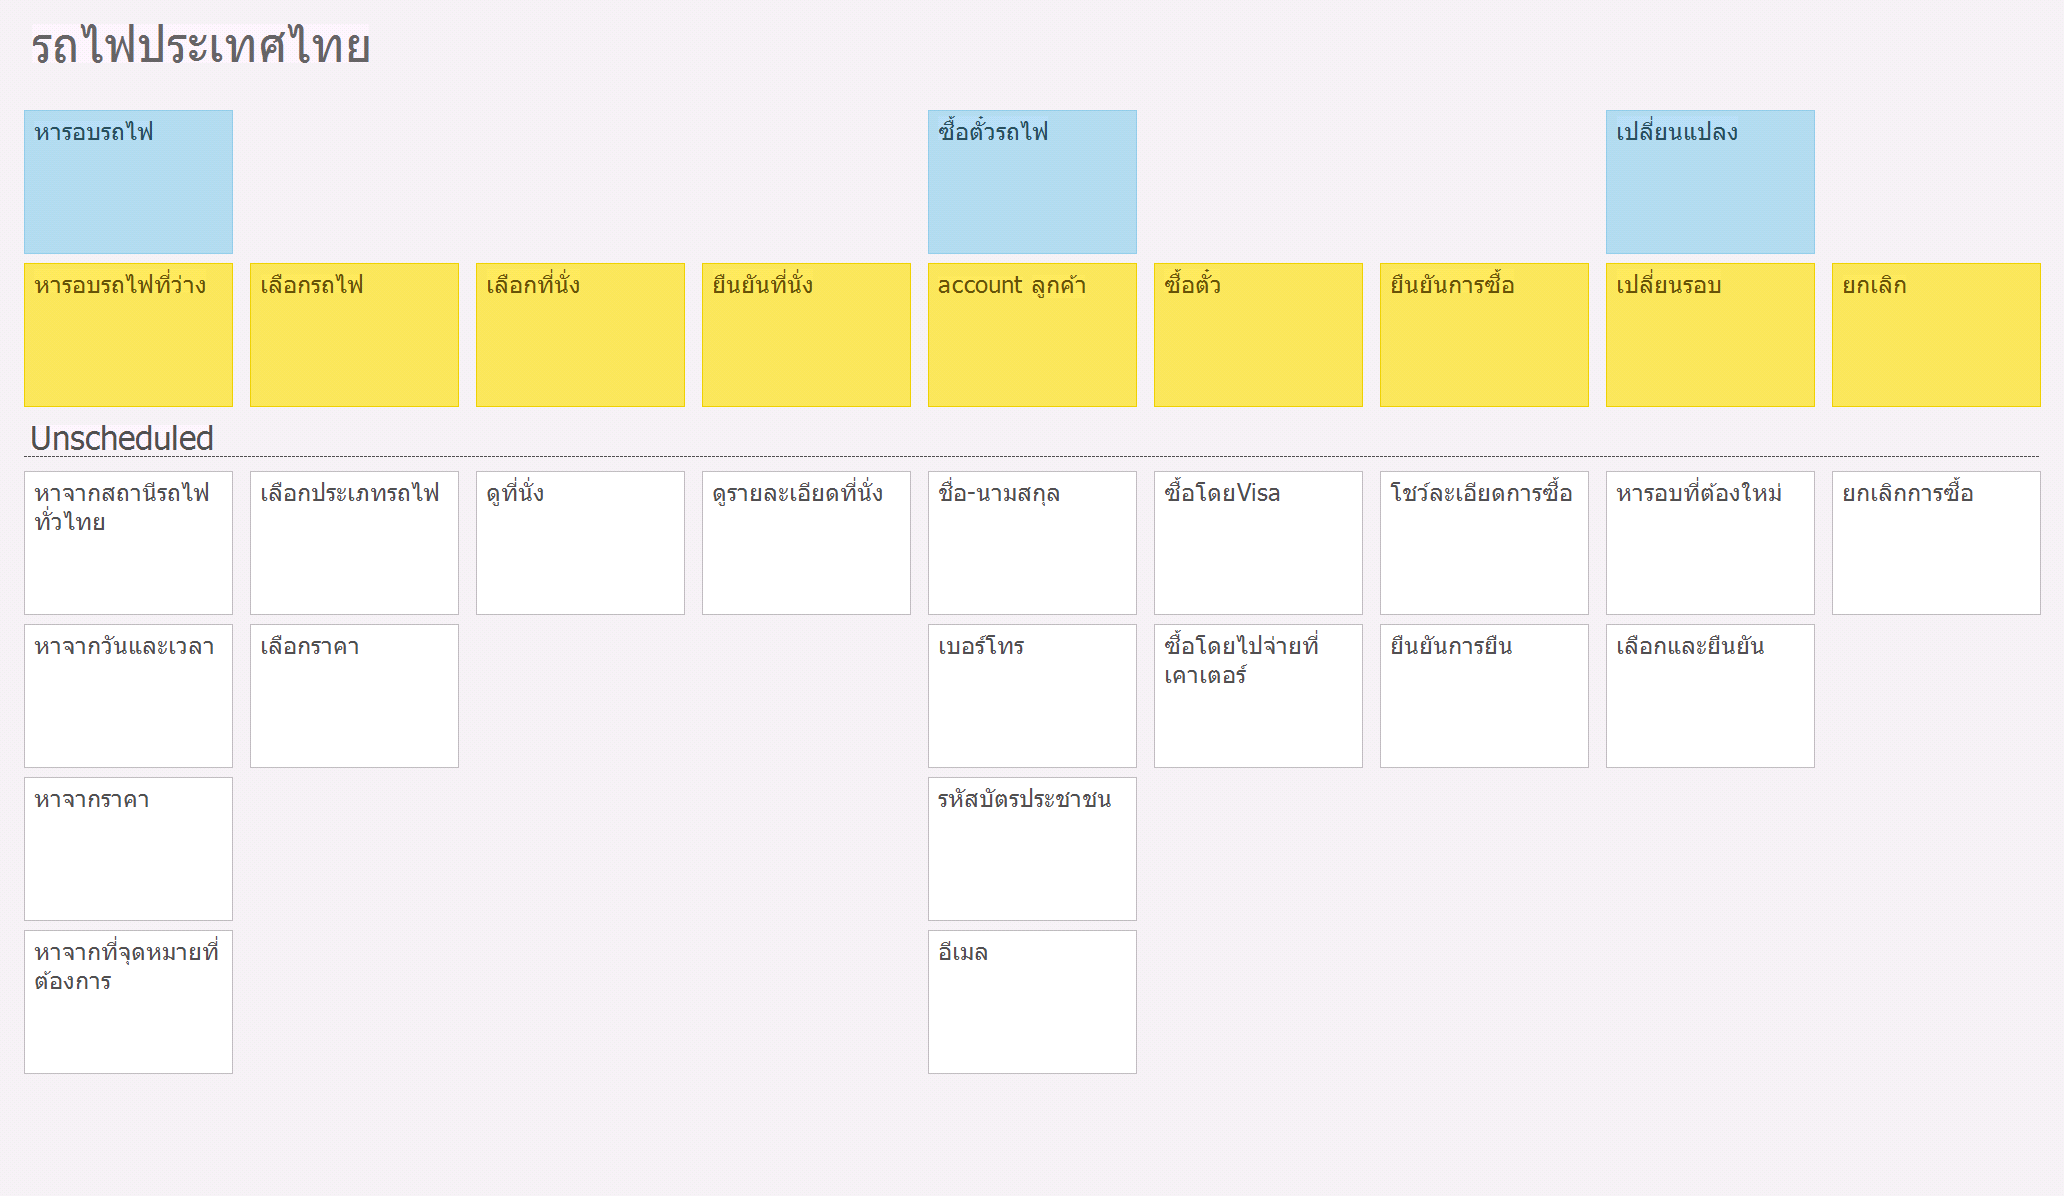 รถไฟประเทศไทย
หารอบรถไฟ
ซื้อตั๋วรถไฟ
เปลี่ยนแปลง
หารอบรถไฟที่ว่าง
เลือกรถไฟ
เลือกที่นั่ง
ยืนยันที่นั่ง
account ลูกค้า
ซื้อตั๋ว
ยืนยันการซื้อ
เปลี่ยนรอบ
ยกเลิก
Unscheduled
หาจากสถานีรถไฟ
ทั่วไทย
เลือกประเภทรถไฟ
ดูที่นั่ง
ดูรายละเอียดที่นั่ง
ชื่อ-นามสกุล
ซื้อโดยVisa
โชว์ละเอียดการซื้อ
หารอบที่ต้องใหม่
ยกเลิกการซื้อ
หาจากวันและเวลา
เลือกราคา
เบอร์โทร
ซื้อโดยไปจ่ายที่
เคาเตอร์
ยืนยันการยืน
เลือกและยืนยัน
หาจากราคา
รหัสบัตรประชาชน
หาจากที่จุดหมายที่
ต้องการ
อีเมล